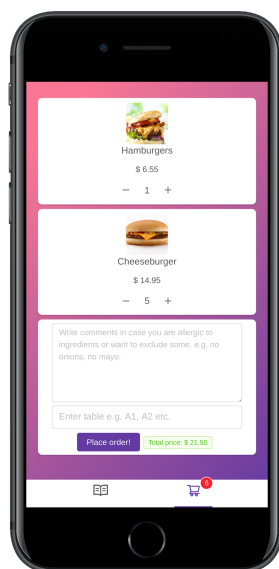 Hamburgers
$ 6.55
− 1 +
Cheeseburger
$ 14.95
− 5 +
Write comments in case you are allergic to
ingredients or want to exclude some. e.g. no
onions, no mayo.
Enter table e.g. A1, A2 etc.
Place order! Total price: $ 21.50
6